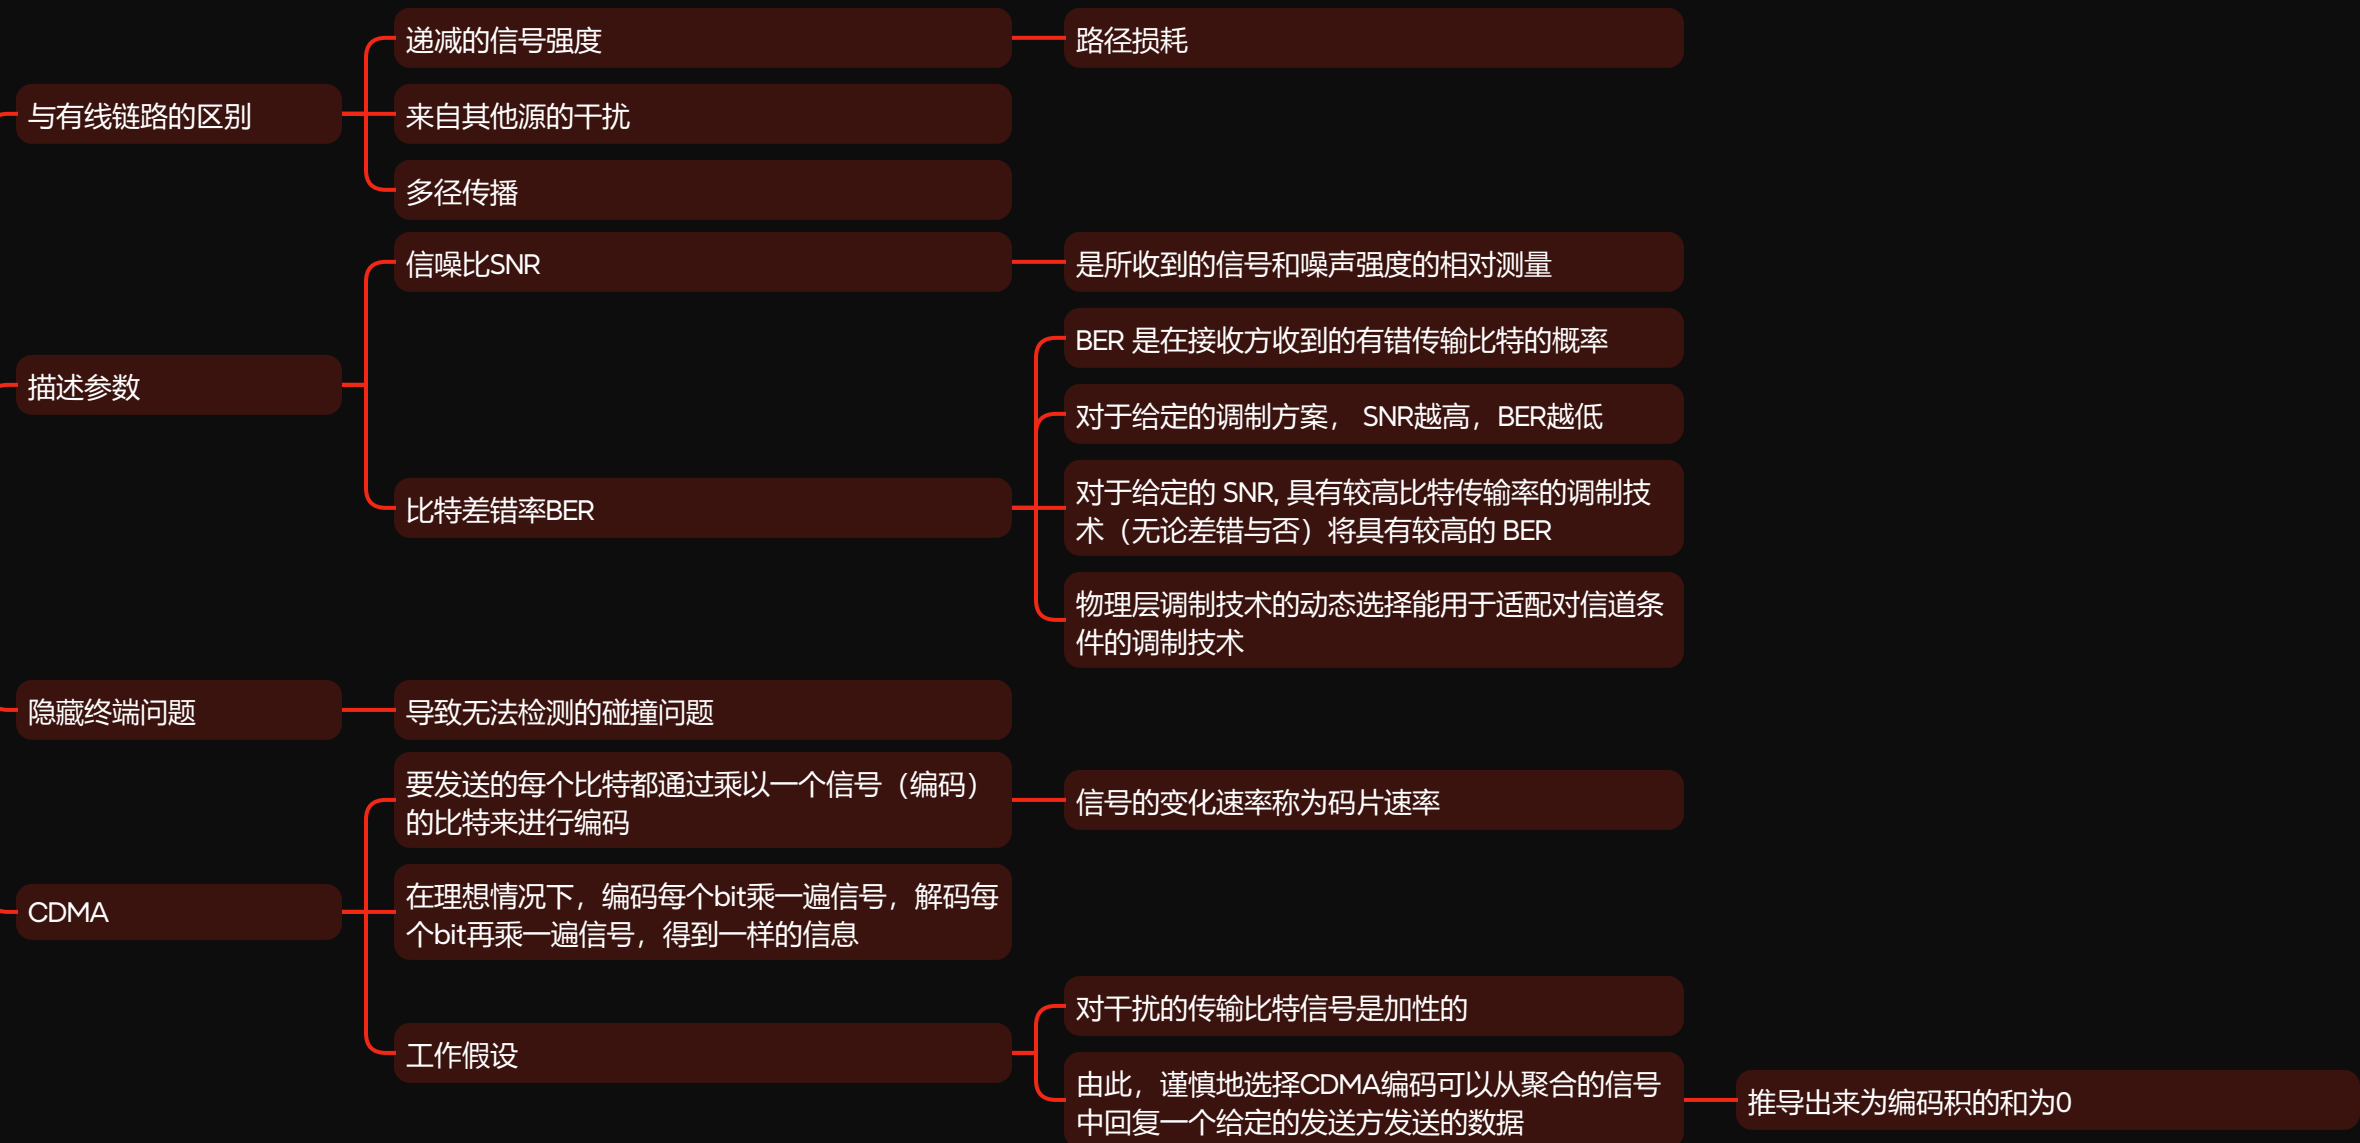 与有线链路的区别
递减的信号强度
路径损耗
来自其他源的干扰
多径传播
描述参数
信噪比SNR
是所收到的信号和噪声强度的相对测量
比特差错率BER
BER 是在接收方收到的有错传输比特的概率
对于给定的调制方案， SNR越高，BER越低
对于给定的 SNR, 具有较高比特传输率的调制技
术（无论差错与否）将具有较高的 BER
物理层调制技术的动态选择能用于适配对信道条
件的调制技术
隐藏终端问题
导致无法检测的碰撞问题
CDMA
要发送的每个比特都通过乘以一个信号（编码）
的比特来进行编码
信号的变化速率称为码片速率
在理想情况下，编码每个bit乘一遍信号，解码每
个bit再乘一遍信号，得到一样的信息
工作假设
对干扰的传输比特信号是加性的
由此，谨慎地选择CDMA编码可以从聚合的信号
中回复一个给定的发送方发送的数据
推导出来为编码积的和为0